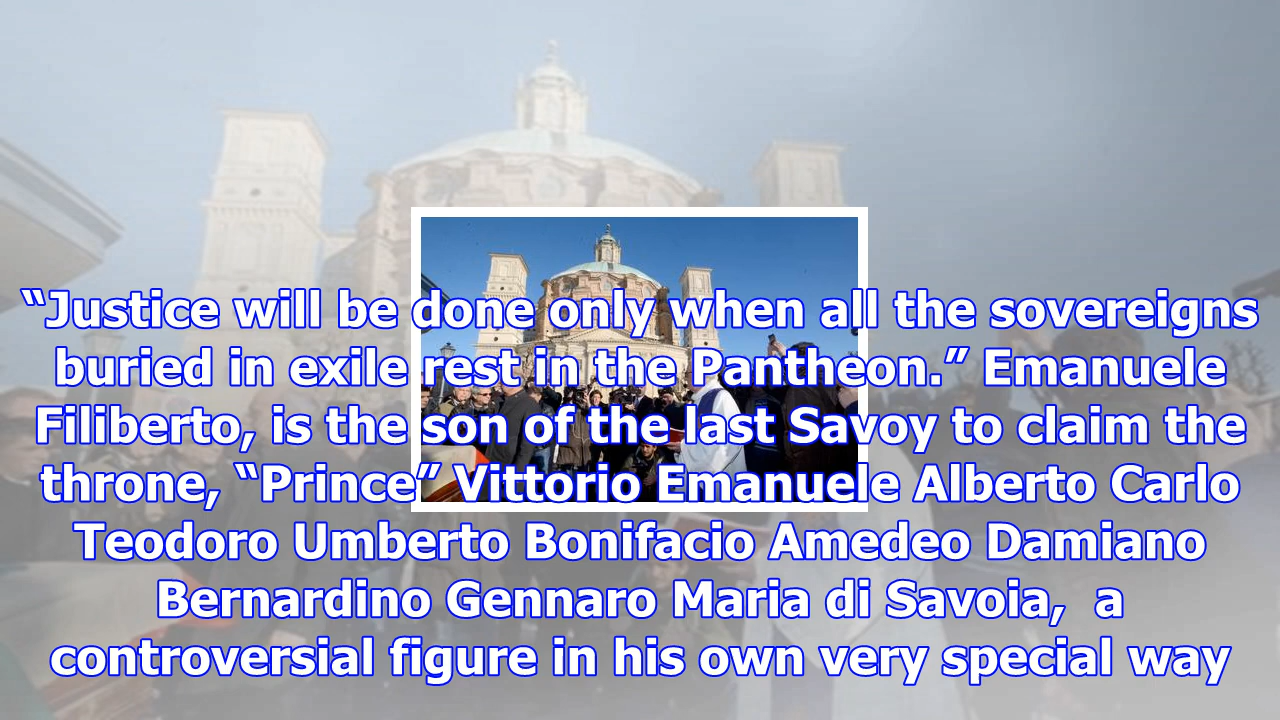 “Justice will be done only when all the sovereigns
buried in exile rest in the Pantheon.” Emanuele
Filiberto, is the son of the last Savoy to claim the
throne, “Prince” Vittorio Emanuele Alberto Carlo
Teodoro Umberto Bonifacio Amedeo Damiano
Bernardino Gennaro Maria di Savoia,  a
controversial figure in his own very special way